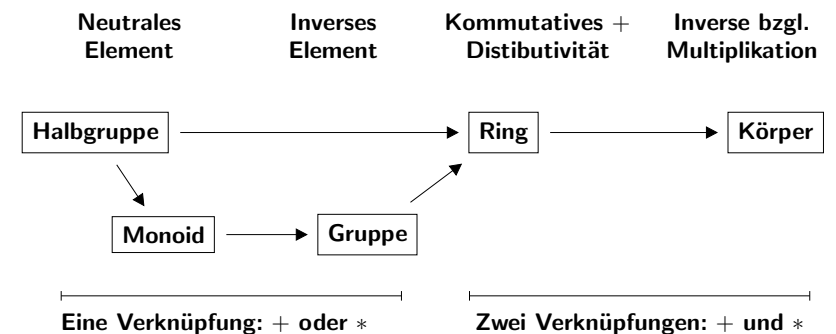 Neutrales
Element
Inverses
Element
Kommutatives +
Distibutivität
Inverse bzgl.
Multiplikation
Halbgruppe
Ring
Körper
Monoid
Gruppe
Eine Verknüpfung: + oder ∗
Zwei Verknüpfungen: + und ∗